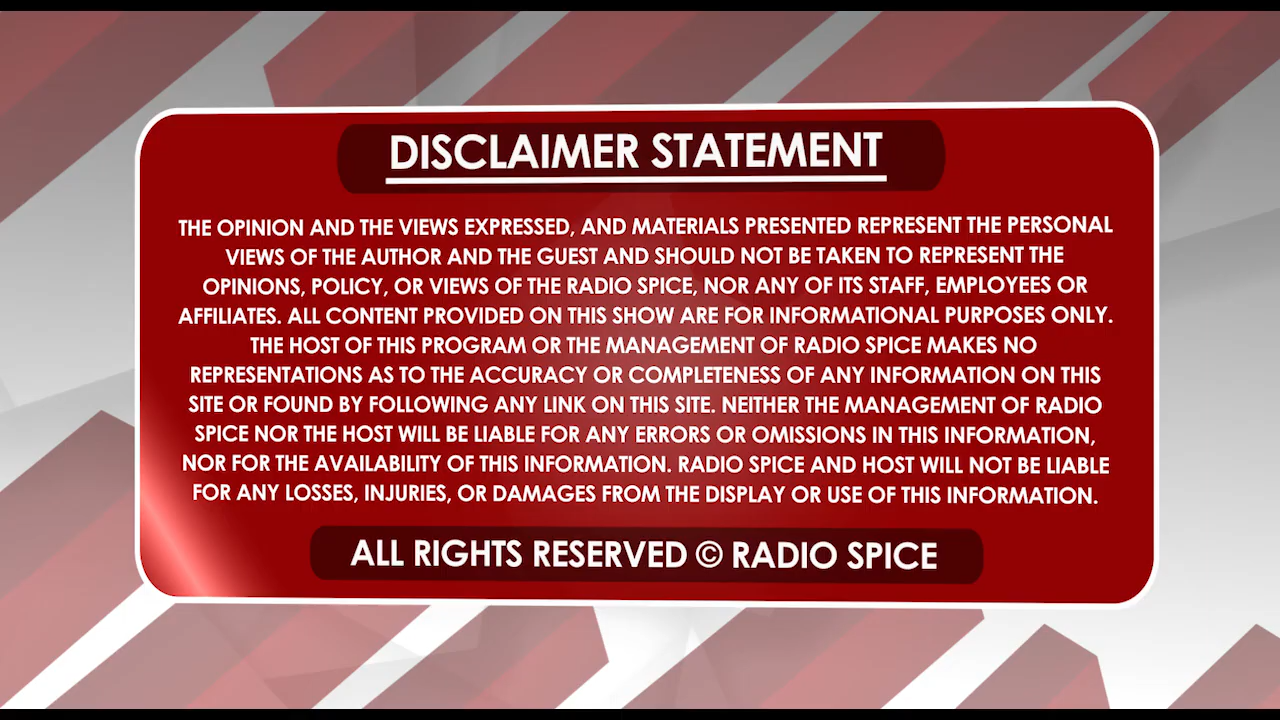 DISCLAIMER STATEMENT
THE OPINION AND THE VIEWS EXPRESSED, AND MATERIALS PRESENTED REPRESENT THE PERSONAL
VIEWS OF THE AUTHOR AND THE GUEST AND SHOULD NOT BE TAKEN TO REPRESENT THE
OPINIONS, POLICY, OR VIEWS OF THE RADIO SPICE, NOR ANY OF ITS STAFF, EMPLOYEES OR
AFFILIATES. ALL CONTENT PROVIDED ON THIS SHOW ARE FOR INFORMATIONAL PURPOSES ONLY.
THE HOST OF THIS PROGRAM OR THE MANAGEMENT OF RADIO SPICE MAKES NO
REPRESENTATIONS AS TO THE ACCURACY OR COMPLETENESS OF ANY INFORMATION ON THIS
SITE OR FOUND BY FOLLOWING ANY LINK ON THIS SITE. NEITHER THE MANAGEMENT OF RADIO
SPICE NOR THE HOST WILL BE LIABLE FOR ANY ERRORS OR OMISSIONS IN THIS INFORMATION,
NOR FOR THE AVAILABILITY OF THIS INFORMATION. RADIO SPICE AND HOST WILL NOT BE LIABLE
FOR ANY LOSSES, INJURIES, OR DAMAGES FROM THE DISPLAY OR USE OF THIS INFORMATION.
ALL RIGHTS RESERVED © RADIO SPICE